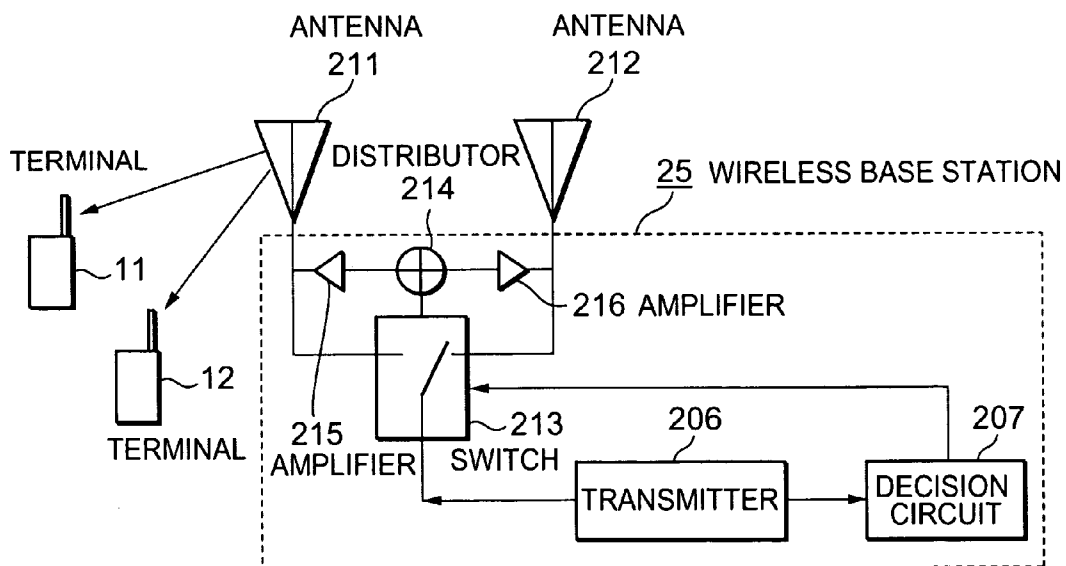 ANTENNA
211
ANTENNA
212
TERMINAL
DISTRIBUTOR
214
25 WIRELESS BASE STATION
11
216 AMPLIFIER
12
TERMINAL
215
AMPLIFIER
213
SWITCH
206
TRANSMITTER
207
DECISION
CIRCUIT